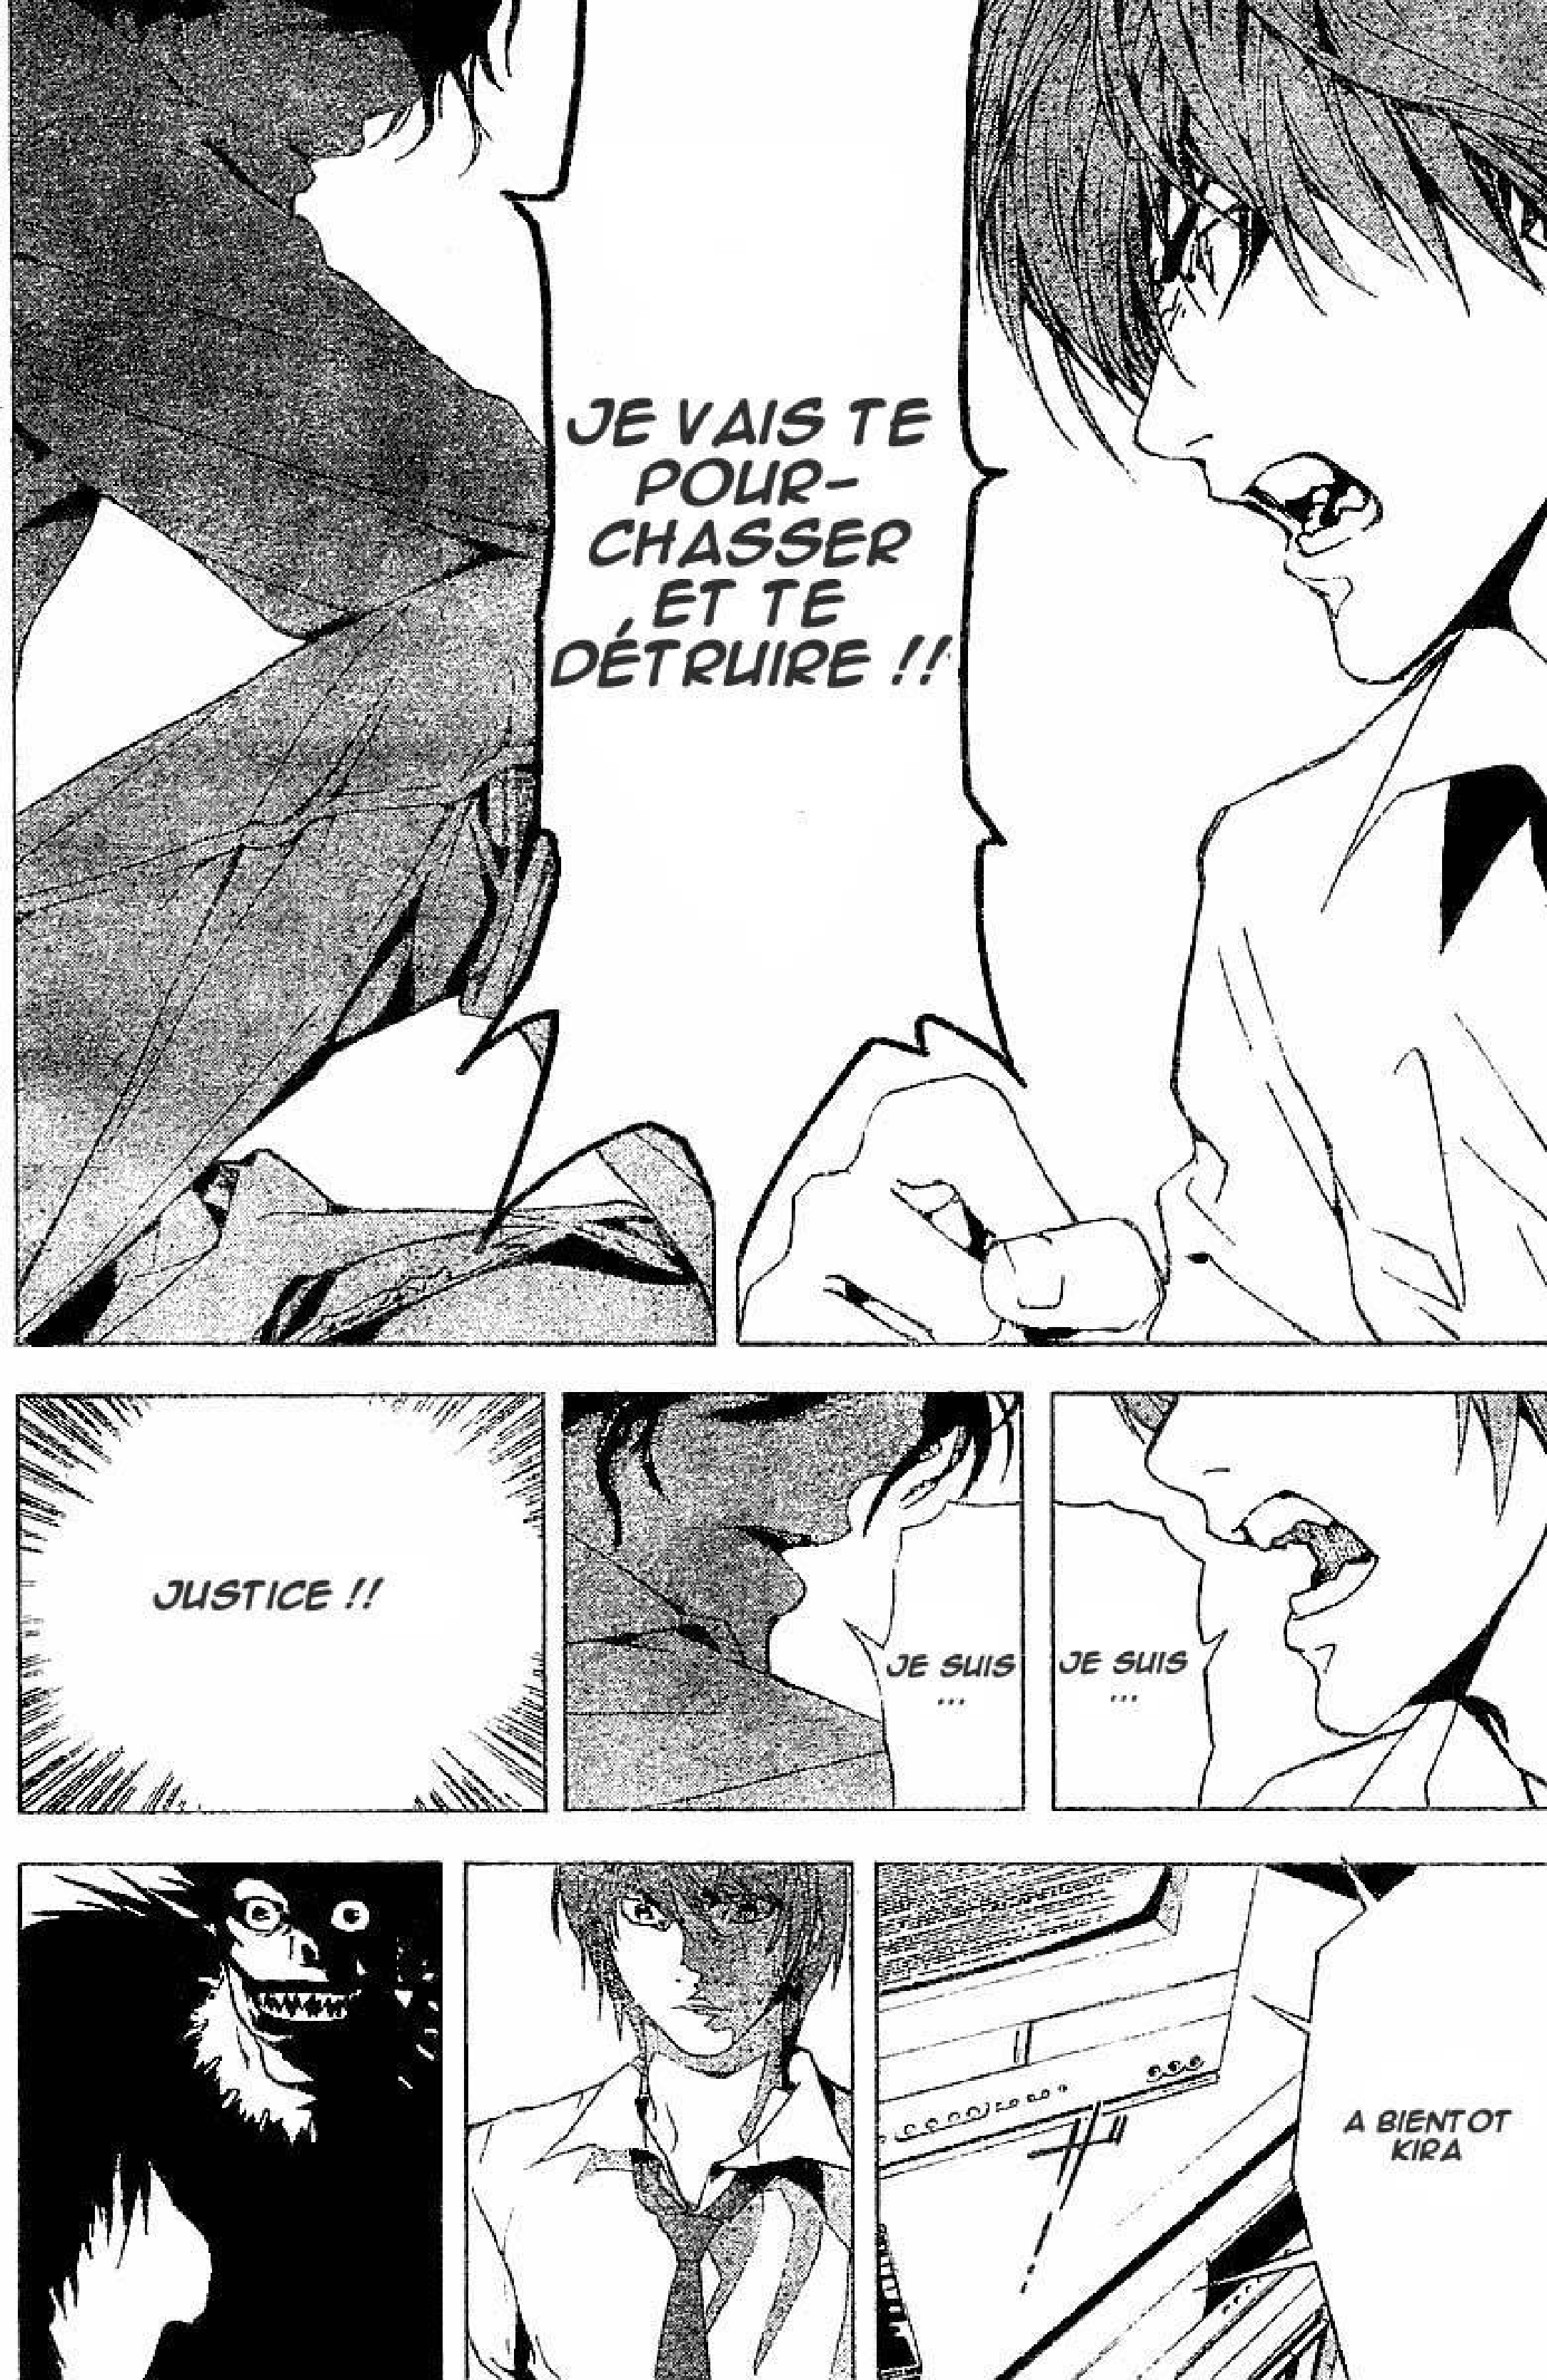 JE VAIS TE
POUR-
CHASSER
ET TE
DÉTRUIRE !!
JE SUIS
...
JE SUIS
...
JUSTICE !!
A BIENTOT
KIRA